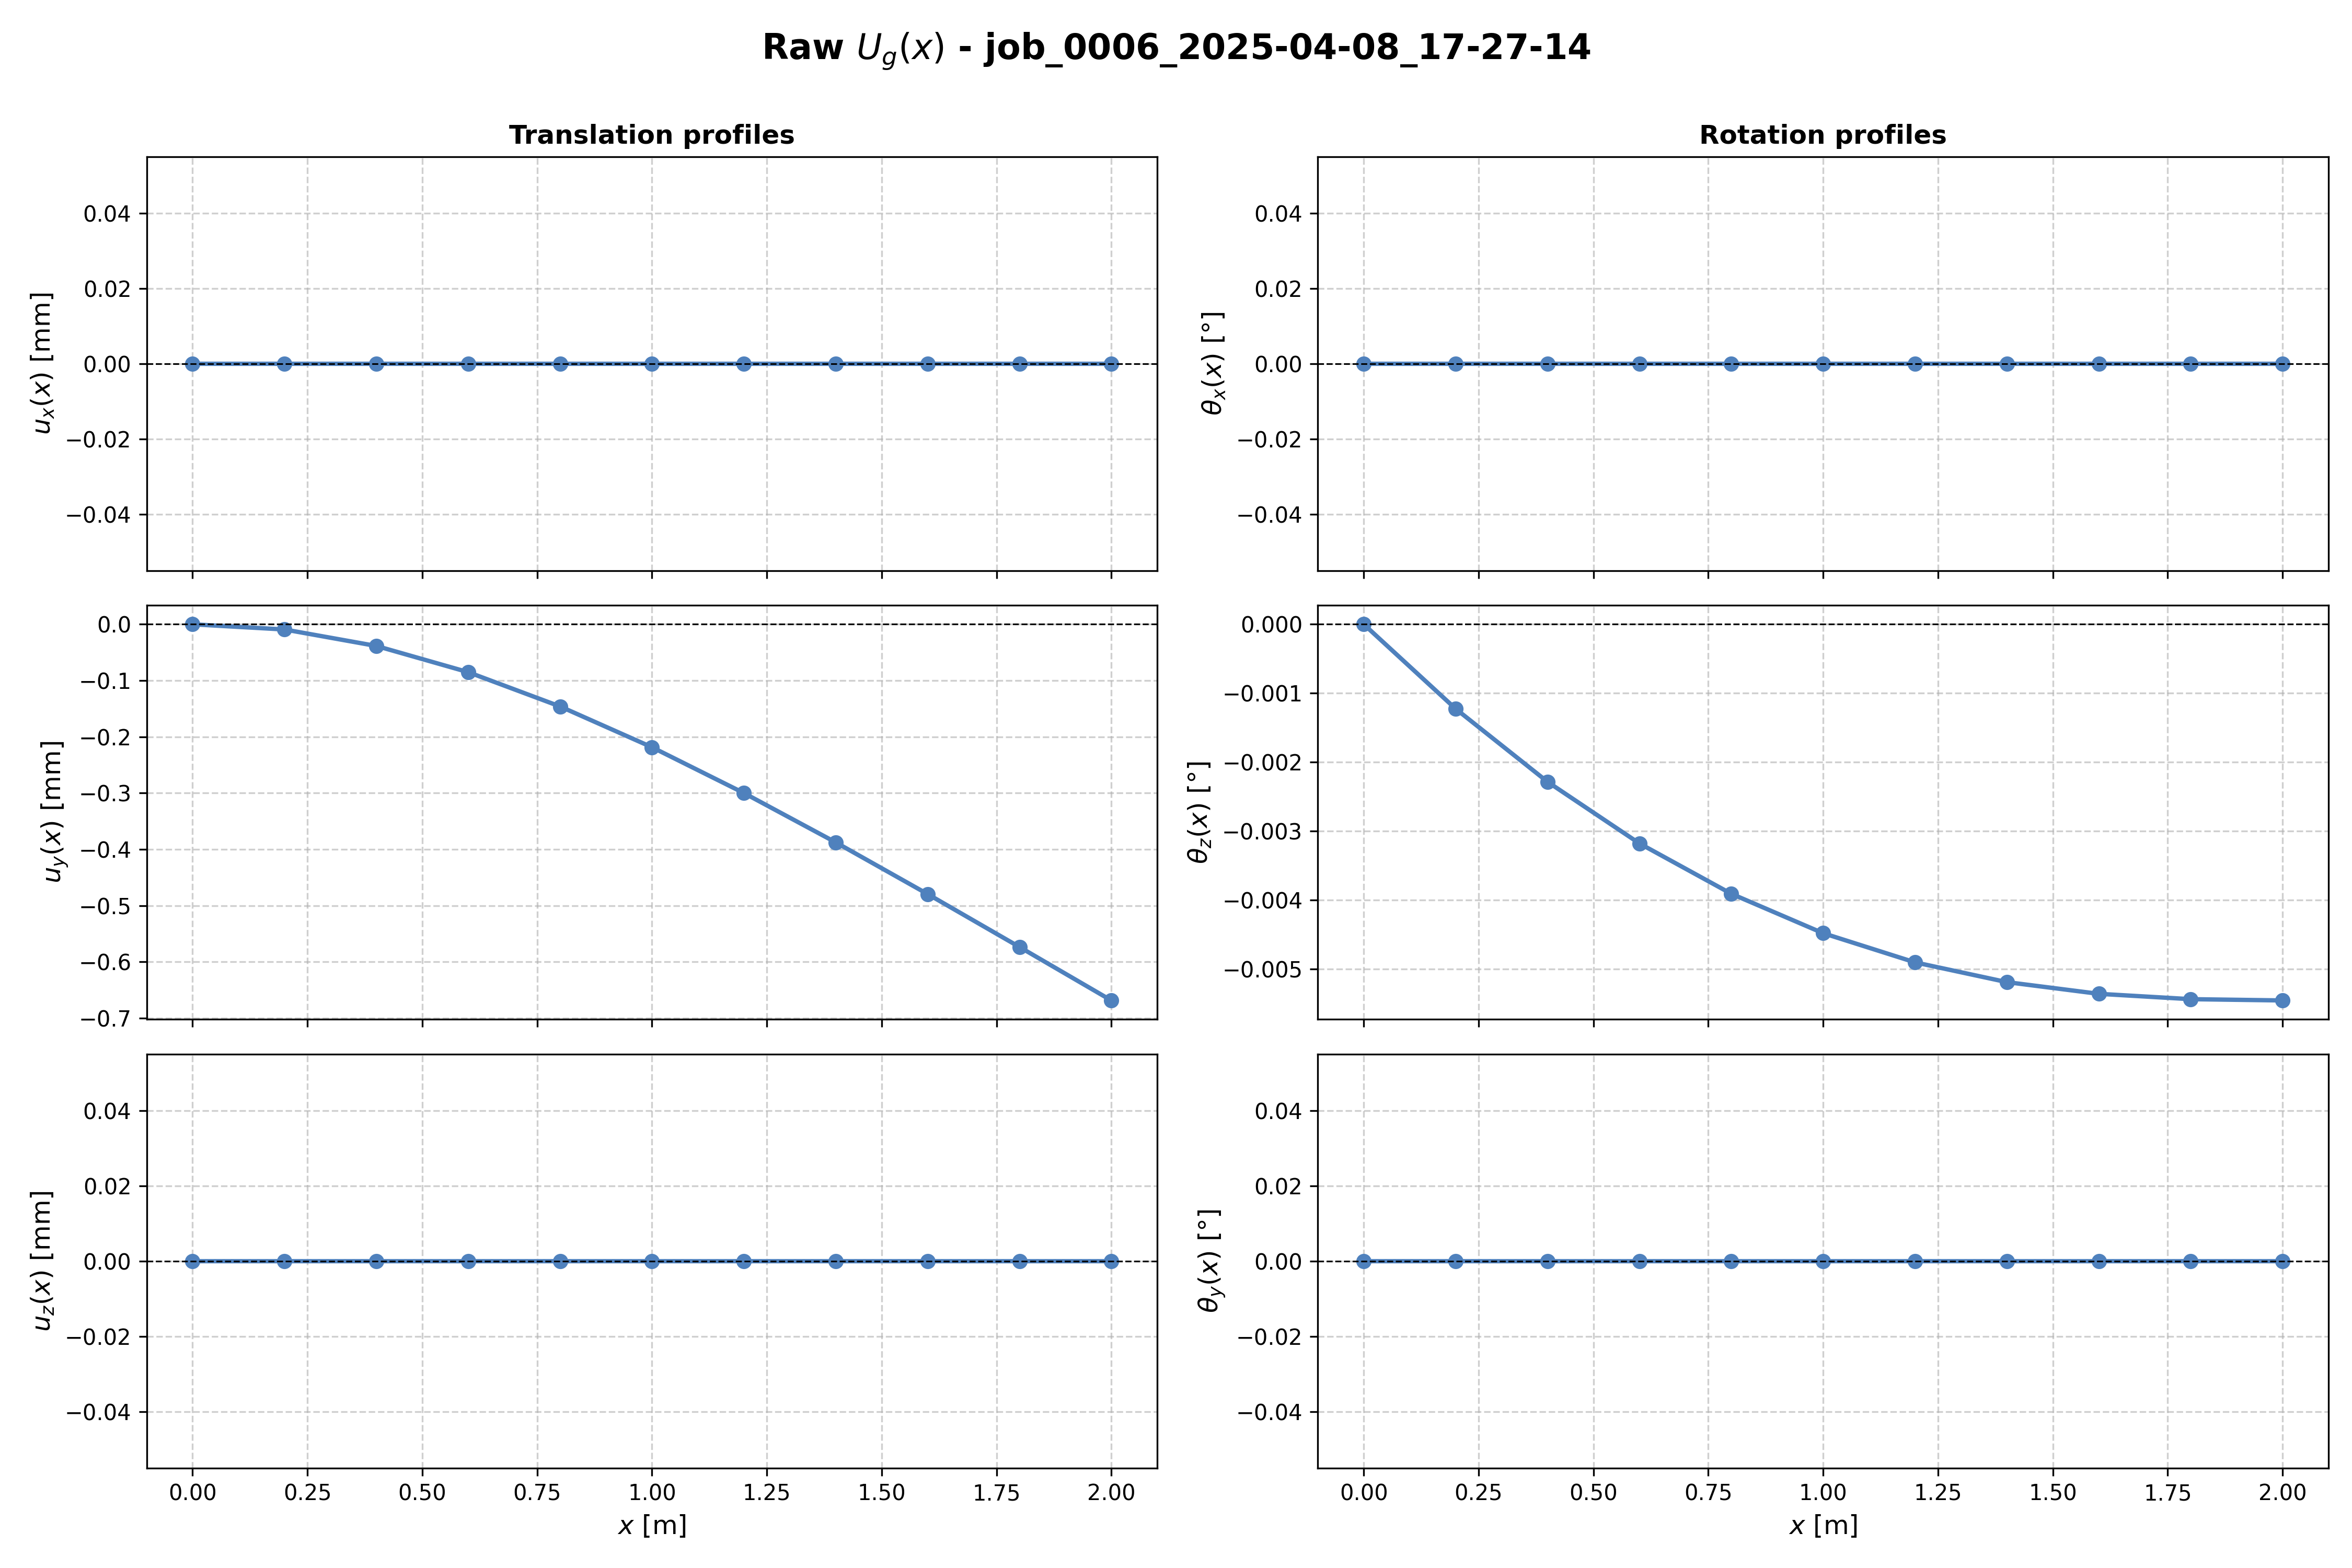 Raw U_g(x) - job_0006_2025-04-08_17-27-14
Translation profiles
0.04
0.02
0.00
−0.02
−0.04
u_x(x) [mm]
Rotation profiles
0.04
0.02
0.00
−0.02
−0.04
θ_x(x) [°]
0.0
−0.1
−0.2
−0.3
−0.4
−0.5
−0.6
−0.7
u_y(x) [mm]
0.000
−0.001
−0.002
−0.003
−0.004
−0.005
θ_z(x) [°]
0.04
0.02
0.00
−0.02
−0.04
u_z(x) [mm]
0.00 0.25 0.50 0.75 1.00 1.25 1.50 1.75 2.00
x [m]
0.04
0.02
0.00
−0.02
−0.04
θ_y(x) [°]
0.00 0.25 0.50 0.75 1.00 1.25 1.50 1.75 2.00
x [m]